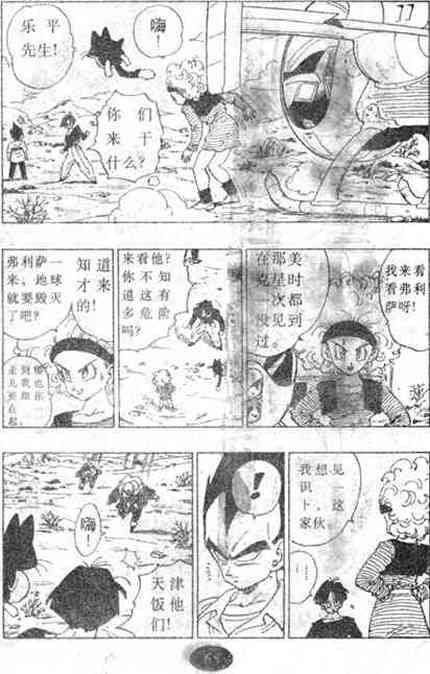 77
嗨!
乐平
先生!
你们
来干
什么?
我来看
看弗利
萨呀!
在那美
克星时
一次都
没见到
过。
来看他?
你不知
道这有
多危险
吗?
知道
才来
的!
弗利萨一
来,地球
就要毁灭
了吧?
我想见
识一
下,这
家伙
……
!
嗨!
天津
饭他
们!